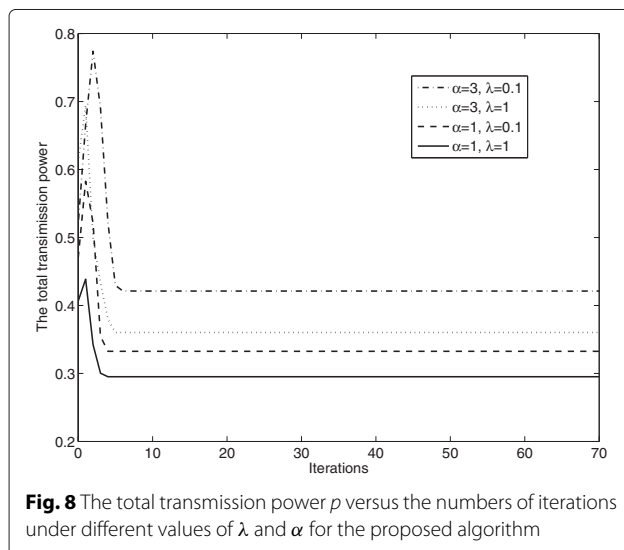 0.8
0.7
0.6
0.5
0.4
0.3
0.2
The total transimission power
α=3, λ=0.1
α=3, λ=1
α=1, λ=0.1
α=1, λ=1
0 10 20 30 40 50 60 70
Iterations
Fig. 8 The total transmission power p versus the numbers of iterations
under different values of λ and α for the proposed algorithm